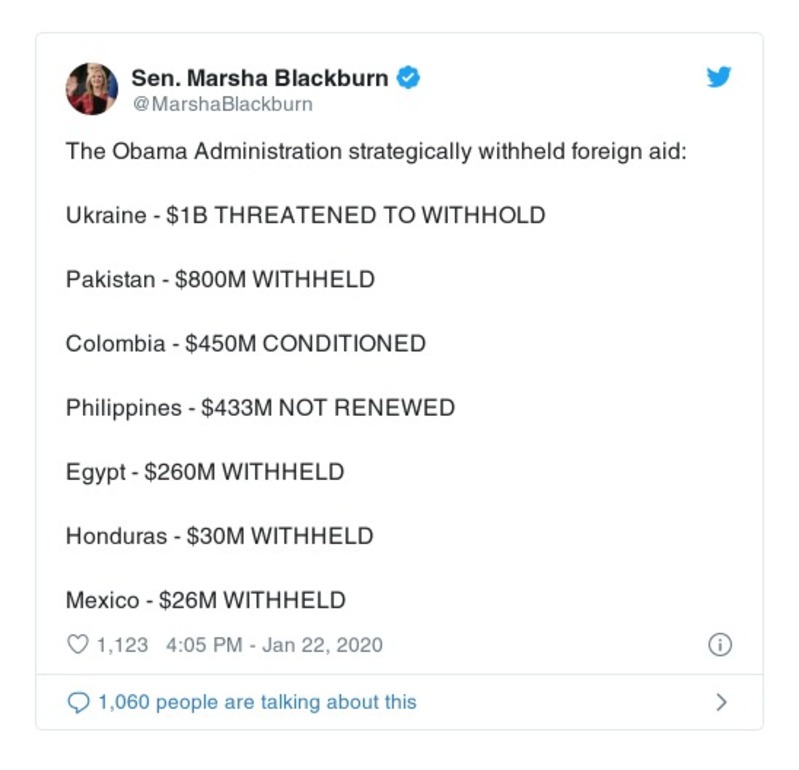 Sen. Marsha Blackburn
@MarshaBlackburn
The Obama Administration strategically withheld foreign aid:
Ukraine - $1B THREATENED TO WITHHOLD
Pakistan - $800M WITHHELD
Colombia - $450M CONDITIONED
Philippines - $433M NOT RENEWED
Egypt - $260M WITHHELD
Honduras - $30M WITHHELD
Mexico - $26M WITHHELD
1,123 4:05 PM - Jan 22, 2020
1,060 people are talking about this